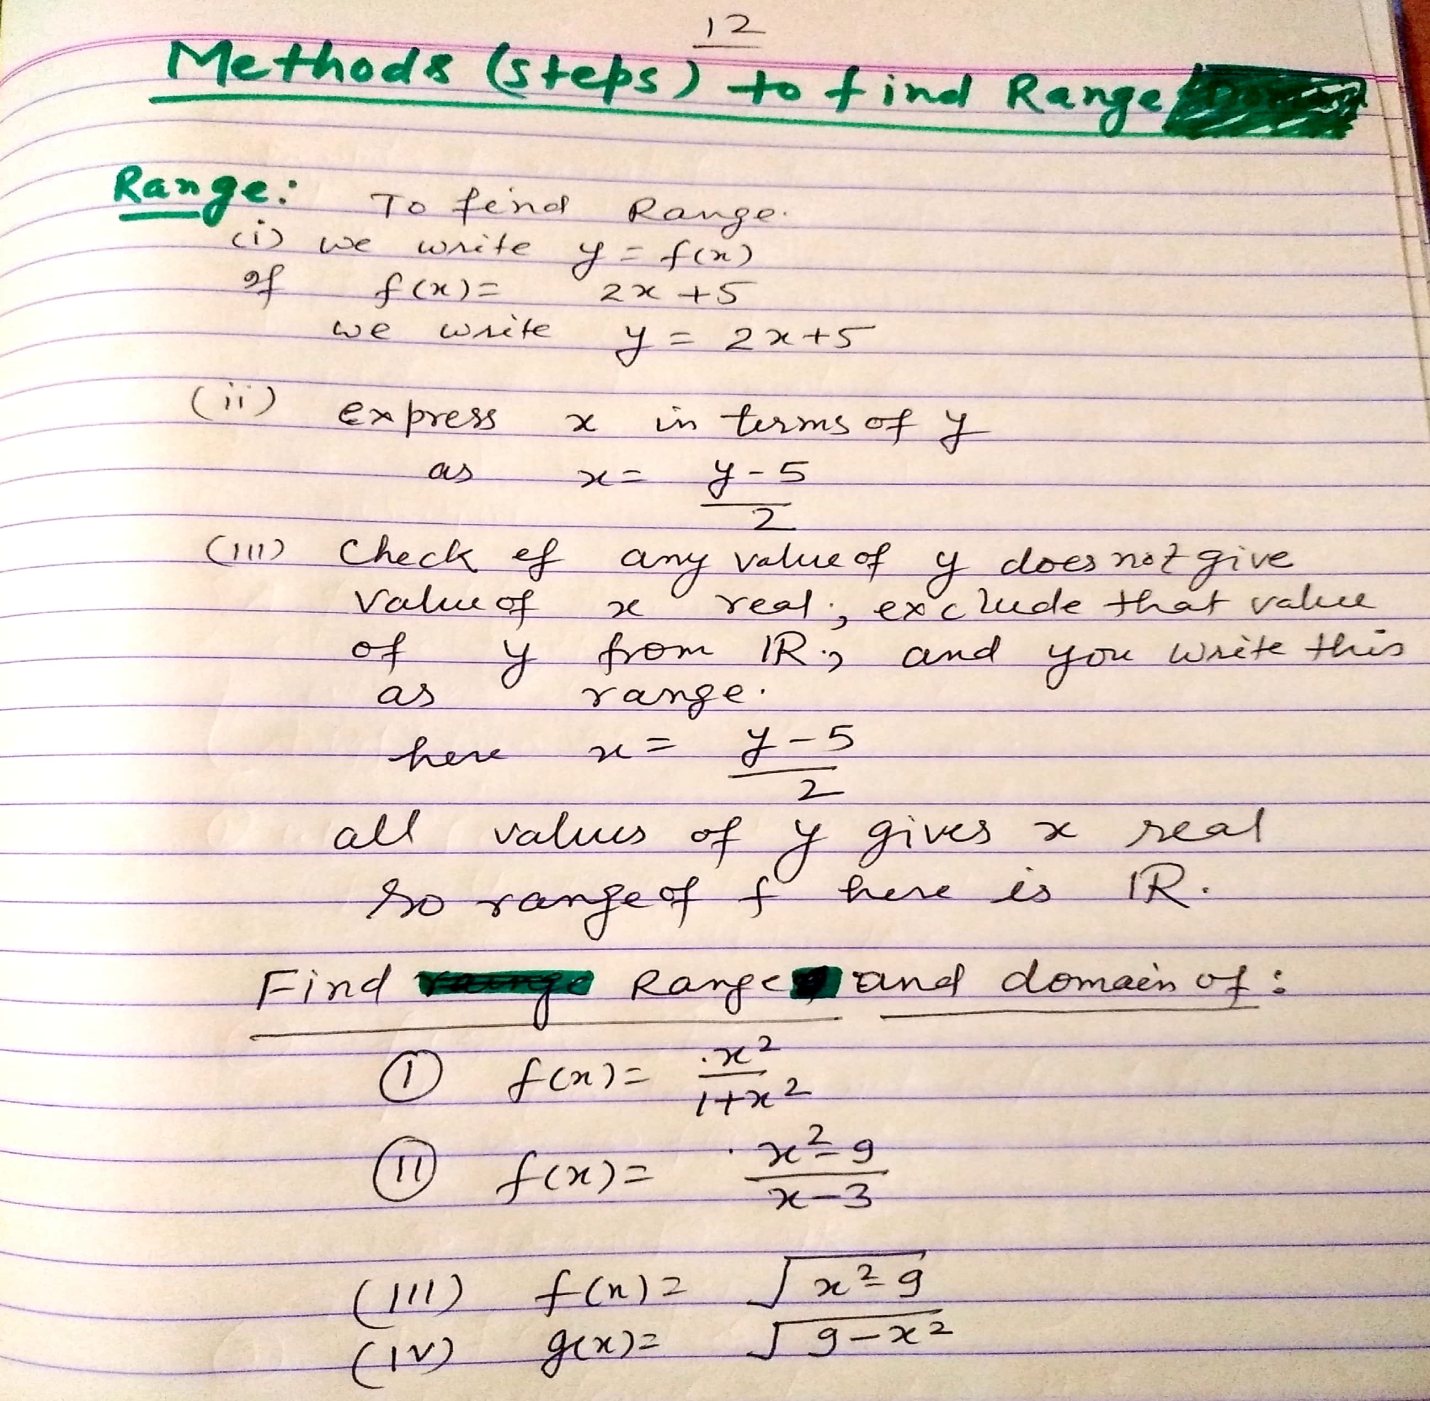 12
Methods (steps) to find Range
Range: To find Range.
(i) we write y = f(x)
If f(x) = 2x + 5
we write y = 2x+5
(ii) express x in terms of y
as x = y - 5
2
(III) Check if any value of y does not give
value of x real; exclude that value
of y from IR; and you write this
as range.
here x = y - 5
2
all values of y gives x real
So range of f here is IR.
Find Range and domain of :
(I) f(x) = x²
1+x²
(II) f(x) = x² - 9
x - 3
(III) f(x) = √x² - 9
(IV) g(x) = √9 - x²